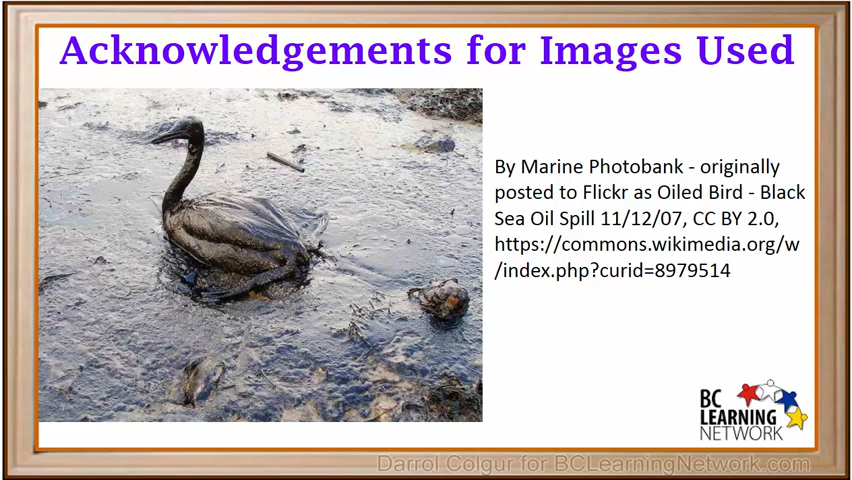 Acknowledgements for Images Used
By Marine Photobank - originally
posted to Flickr as Oiled Bird - Black
Sea Oil Spill 11/12/07, CC BY 2.0,
https://commons.wikimedia.org/w
/index.php?curid=8979514
BC
LEARNING
NETWORK
Darrol Colgur for BCLearningNetwork.com